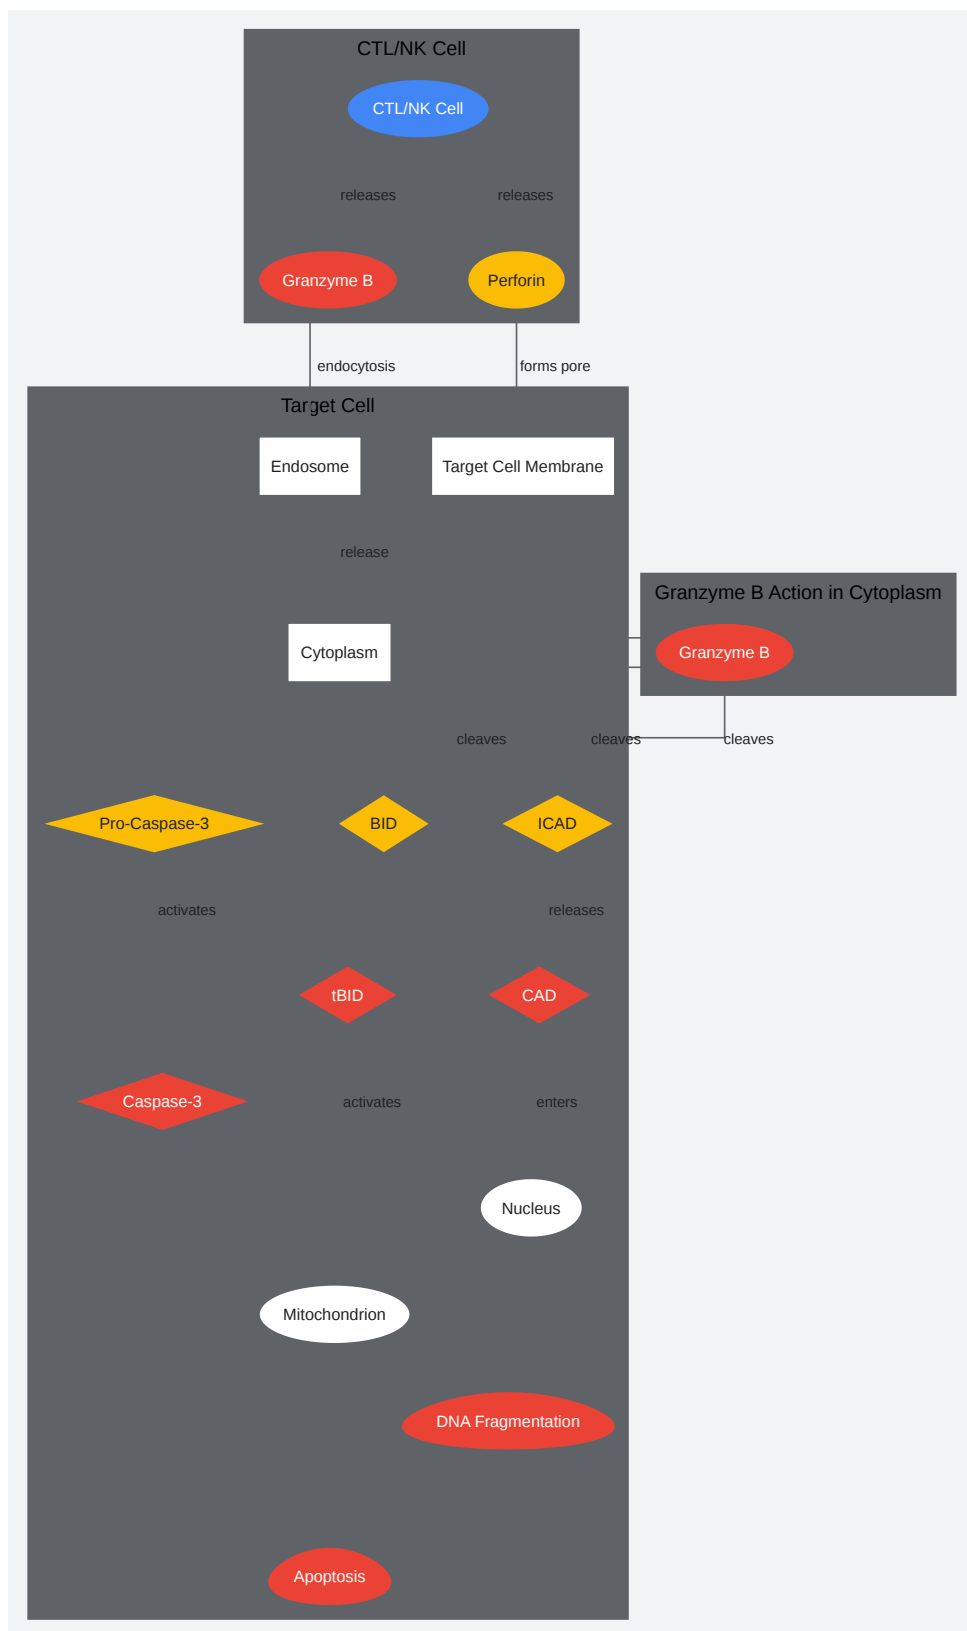 CTL/NK Cell
CTL/NK Cell
releases
releases
Granzyme B
Perforin
endocytosis
forms pore
Target Cell
Endosome
Target Cell Membrane
release
Granzyme B Action in Cytoplasm
Cytoplasm
Granzyme B
cleaves
cleaves
cleaves
Pro-Caspase-3
BID
ICAD
activates
releases
tBID
CAD
Caspase-3
activates
enters
Nucleus
Mitochondrion
DNA Fragmentation
Apoptosis